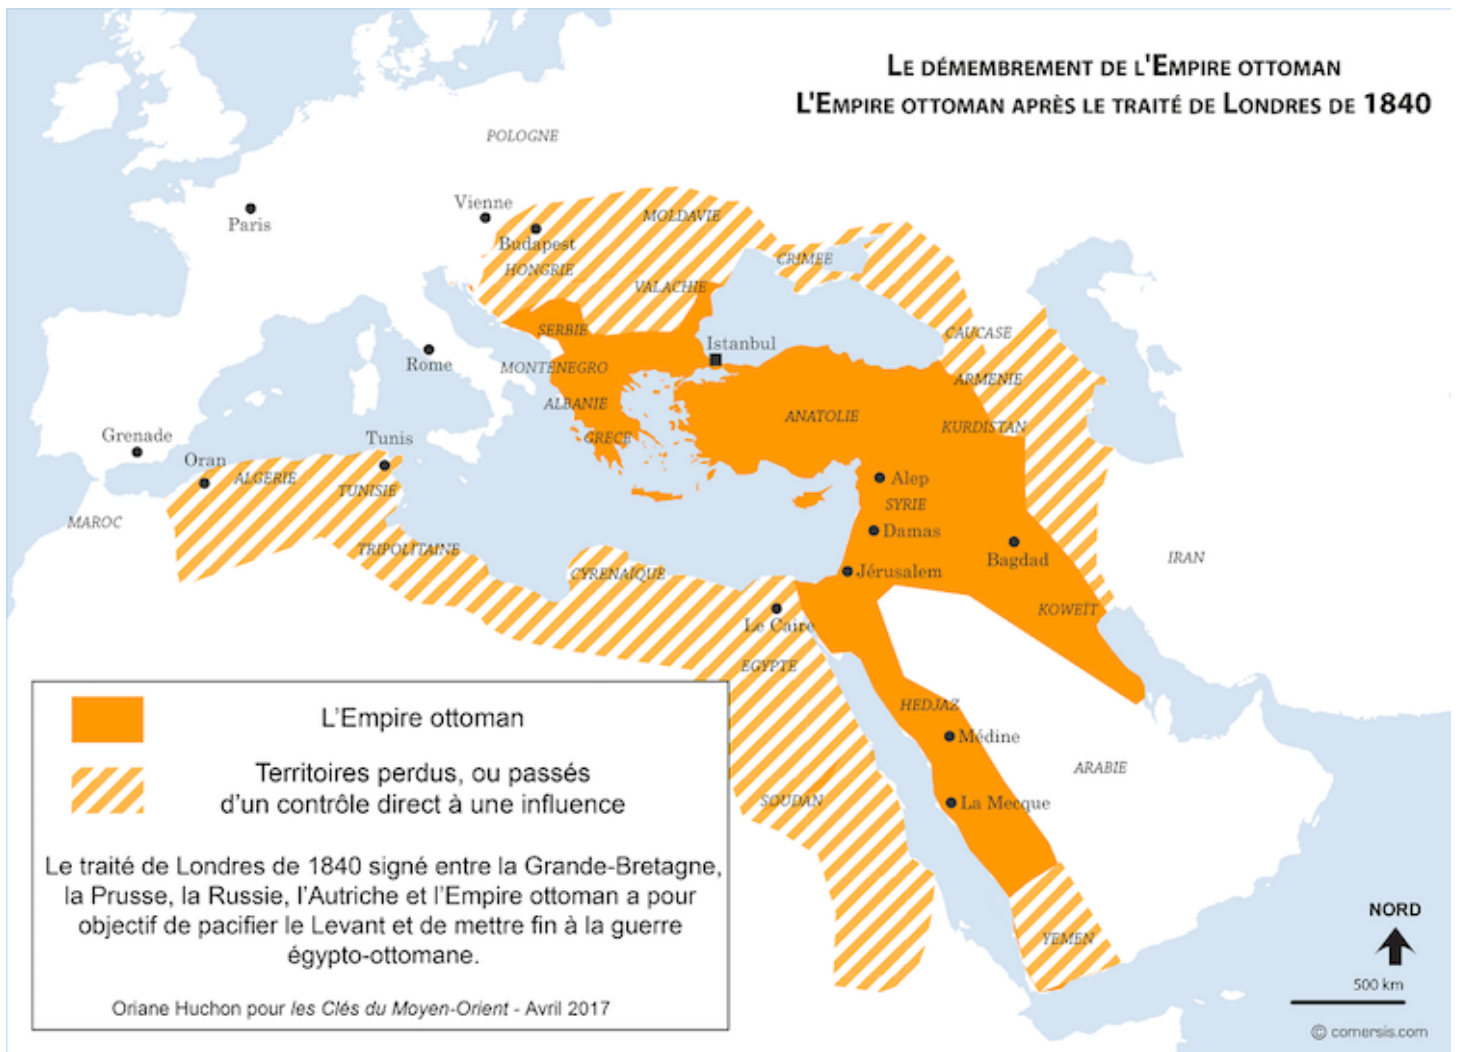 LE DÉMEMBREMENT DE L'EMPIRE OTTOMAN
L'EMPIRE OTTOMAN APRÈS LE TRAITÉ DE LONDRES DE 1840
POLOGNE
Vienne
Paris
MOLDAVIE
Budapest
CRIMEE
HONGRIE
VALACHIE
SERBIE
CAUCASE
Istanbul
Rome
MONTENEGRO
ARMENIE
ALBANIE
ANATOLIE
KURDISTAN
Grenade
Tunis
GRECE
Oran
ALGERIE
Alep
TUNISIE
SYRIE
MAROC
Damas
TRIPOLITAINE
Bagdad
IRAN
CYRENAÏQUE
Jérusalem
KOWEÏT
Le Caire
EGYPTE
HEDJAZ
Médine
ARABIE
SOUDAN
La Mecque
YEMEN
L'Empire ottoman
Territoires perdus, ou passés
d'un contrôle direct à une influence
Le traité de Londres de 1840 signé entre la Grande-Bretagne,
la Prusse, la Russie, l'Autriche et l'Empire ottoman a pour
objectif de pacifier le Levant et de mettre fin à la guerre
égypto-ottomane.
Oriane Huchon pour les Clés du Moyen-Orient - Avril 2017
NORD
500 km
© comersis.com